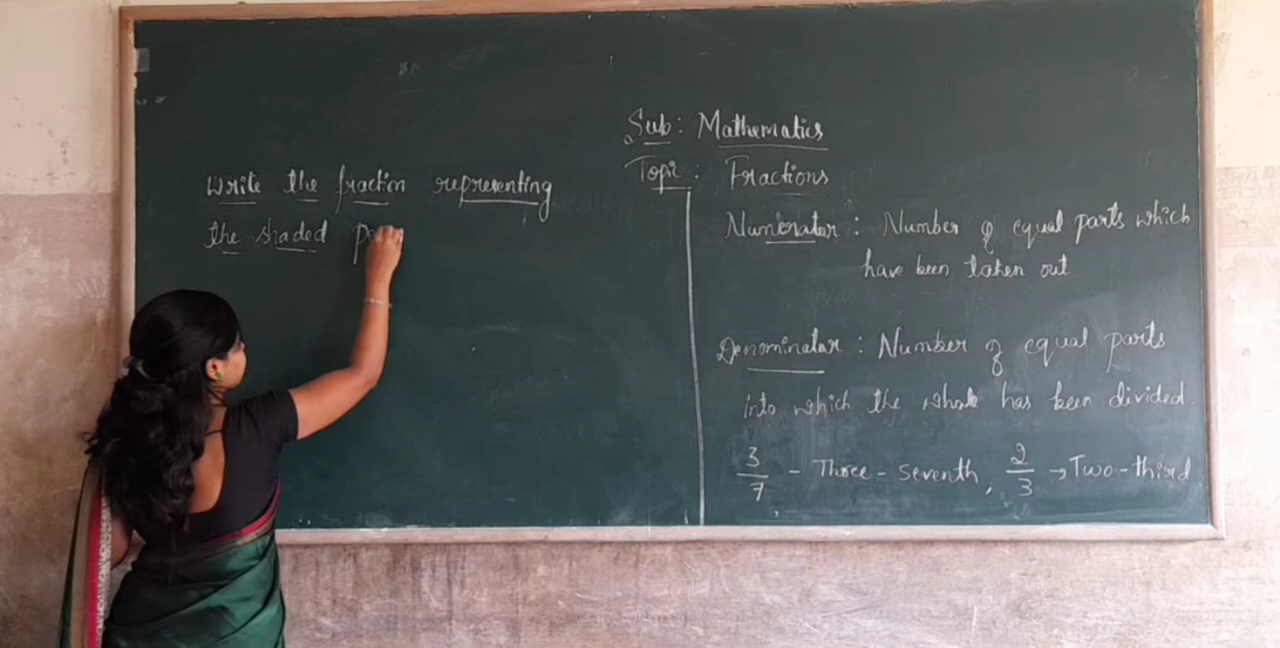 Write the fraction representing
the shaded
Sub: Mathematics
Topic: Fractions
Numerator: Number of equal parts which
have been taken out
Denominator: Number of equal parts
into which the whole has been divided.
3/7 - Three-seventh, 2/3 → Two-third